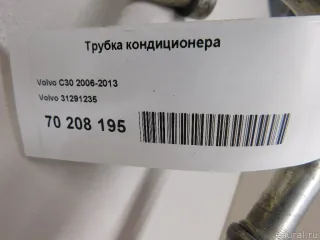 Трубка кондиционера
Volvo C30 2006-2013
Volvo 31291235
70 208 195